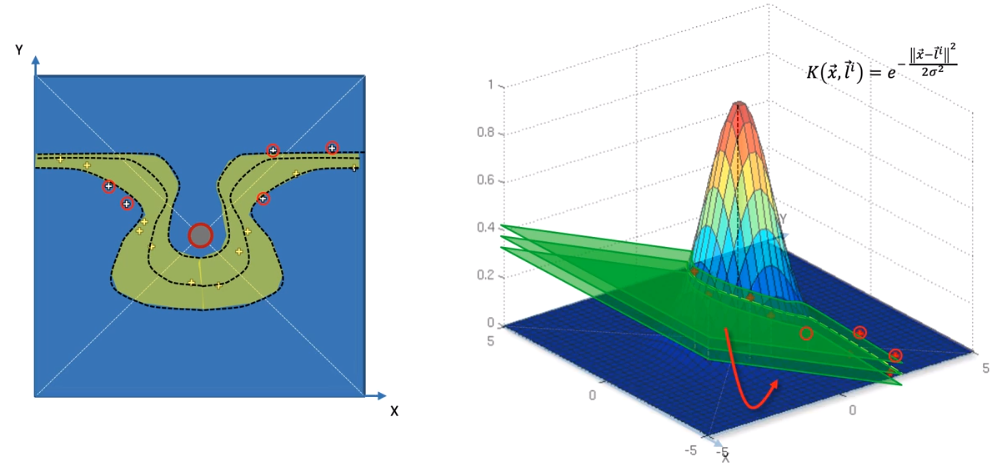 Y
X
K(x⃗, l⃗ⁱ) = e^{-‖x⃗−l⃗ⁱ‖²/2σ²}
1
0.8
0.6
0.4
0.2
0
5
0
-5
-5
0
5
Y
X